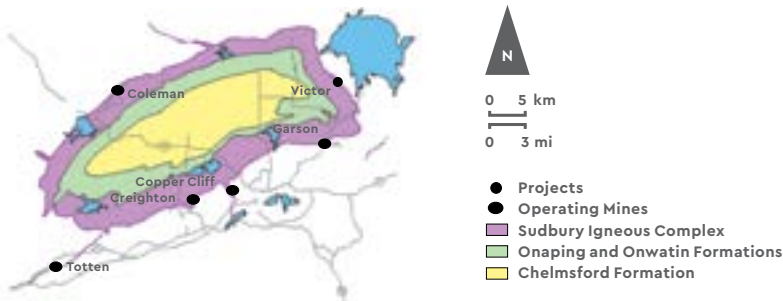 Coleman
Victor
Garson
Copper Cliff
Creighton
Totten
N
0 5 km
0 3 mi
Projects
Operating Mines
Sudbury Igneous Complex
Onaping and Onwatin Formations
Chelmsford Formation